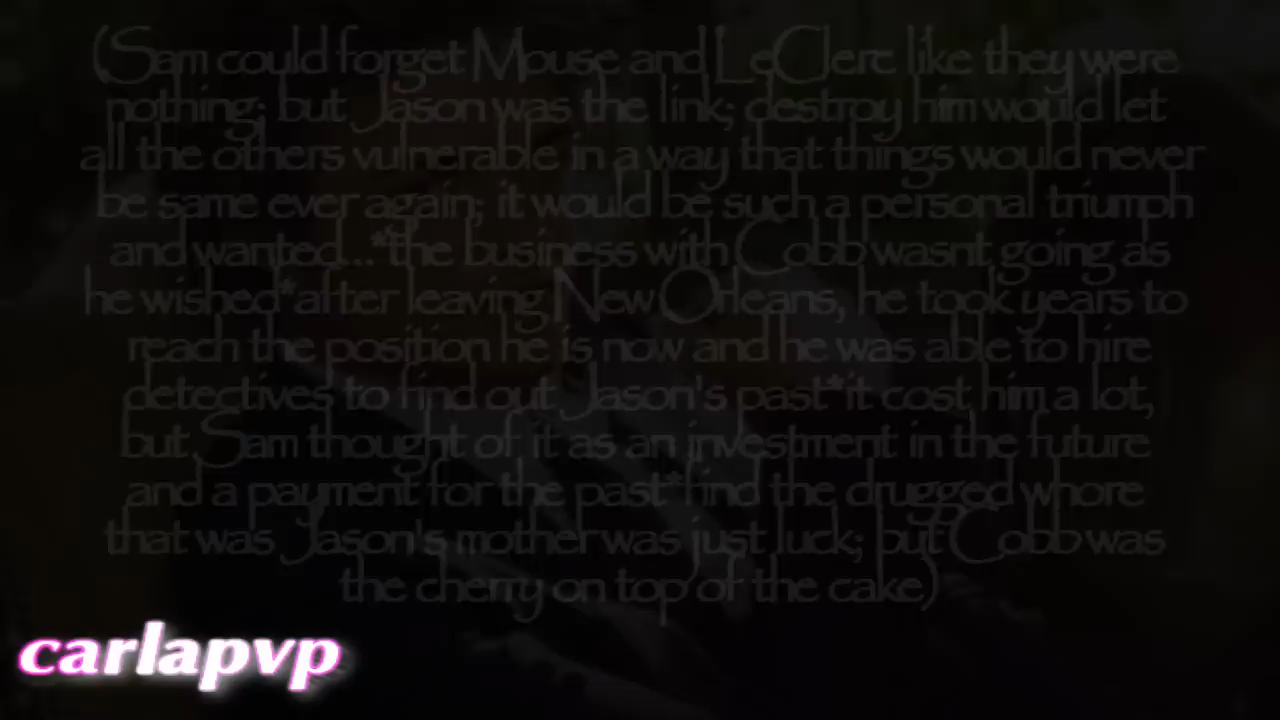 (Sam could forget Mouse and LeClerc like they were
nothing; but Jason was the link; destroy him would let
all the others vulnerable in a way that things would never
be same ever again; it would be such a personal triumph
and wanted... *the business with Cobb wasnt going as
he wished*after leaving New Orleans, he took years to
reach the position he is now and he was able to hire
detectives to find out Jason's past*it cost him a lot,
but Sam thought of it as an investment in the future
and a payment for the past*find the drugged whore
that was Jason's mother was just luck; but Cobb was
the cherry on top of the cake)
carlapvp